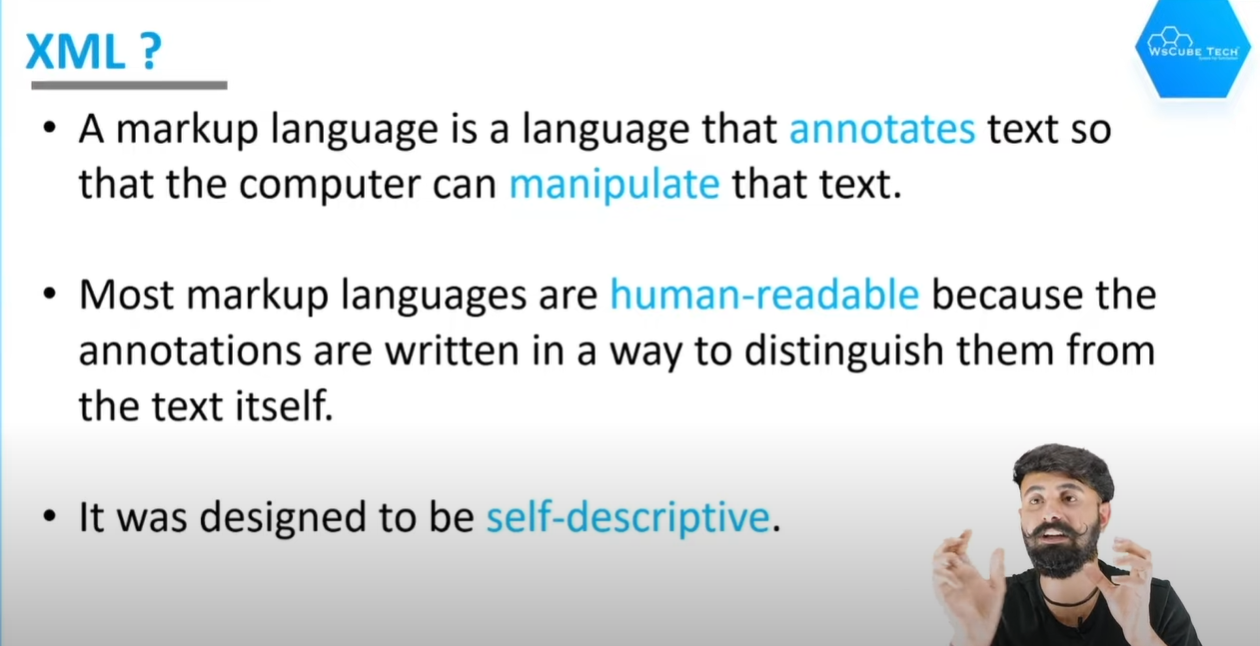 XML ?
WsCube Tech
• A markup language is a language that annotates text so
that the computer can manipulate that text.
• Most markup languages are human-readable because the
annotations are written in a way to distinguish them from
the text itself.
• It was designed to be self-descriptive.